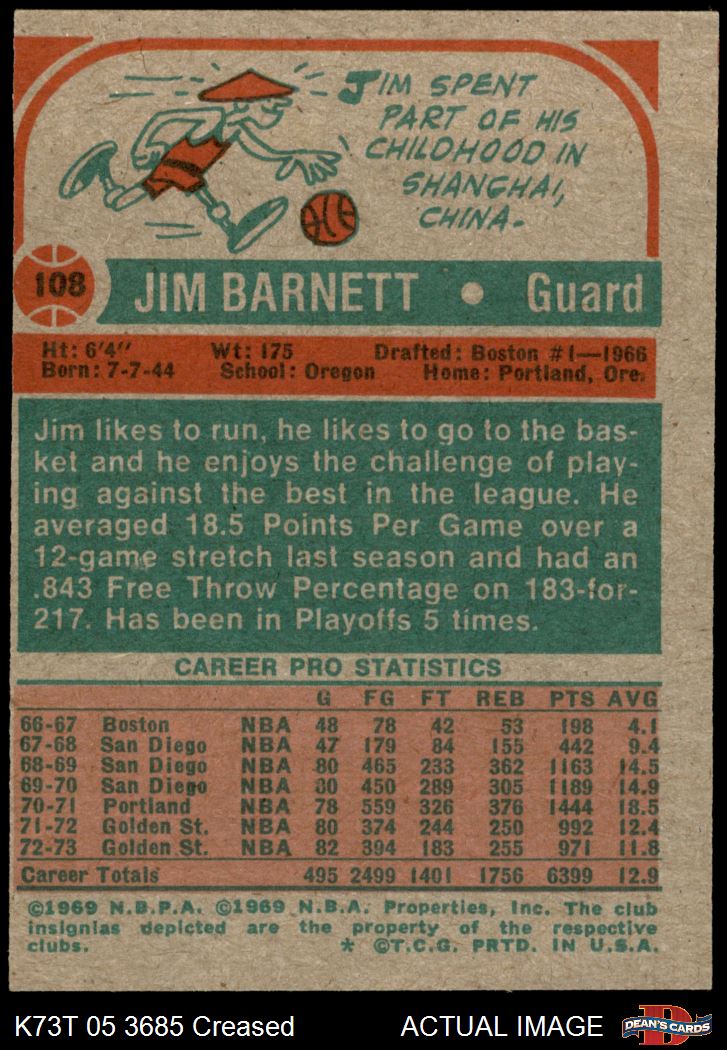 JIM SPENT
PART OF HIS
CHILDHOOD IN
SHANGHAI,
CHINA.
108 JIM BARNETT • Guard
Ht: 6'4" Wt: 175 Drafted: Boston #1—1966
Born: 7-7-44 School: Oregon Home: Portland, Ore.
Jim likes to run, he likes to go to the bas-
ket and he enjoys the challenge of play-
ing against the best in the league. He
averaged 18.5 Points Per Game over a
12-game stretch last season and had an
.843 Free Throw Percentage on 183-for-
217. Has been in Playoffs 5 times.
CAREER PRO STATISTICS
G FG FT REB PTS AVG
66-67 Boston NBA 48 78 42 53 198 4.1
67-68 San Diego NBA 47 179 84 155 442 9.4
68-69 San Diego NBA 80 465 233 362 1163 14.5
69-70 San Diego NBA 80 450 289 305 1189 14.9
70-71 Portland NBA 78 559 326 376 1444 18.5
71-72 Golden St. NBA 80 374 244 250 992 12.4
72-73 Golden St. NBA 82 394 183 255 971 11.8
Career Totals 495 2499 1401 1756 6399 12.9
©1969 N.B.P.A. ©1969 N.B.A. Properties, Inc. The club
insignias depicted are the property of the respective
clubs. * ©T.C.G. PRTD. IN U.S.A.
K73T 05 3685 Creased ACTUAL IMAGE D DEAN'S CARDS